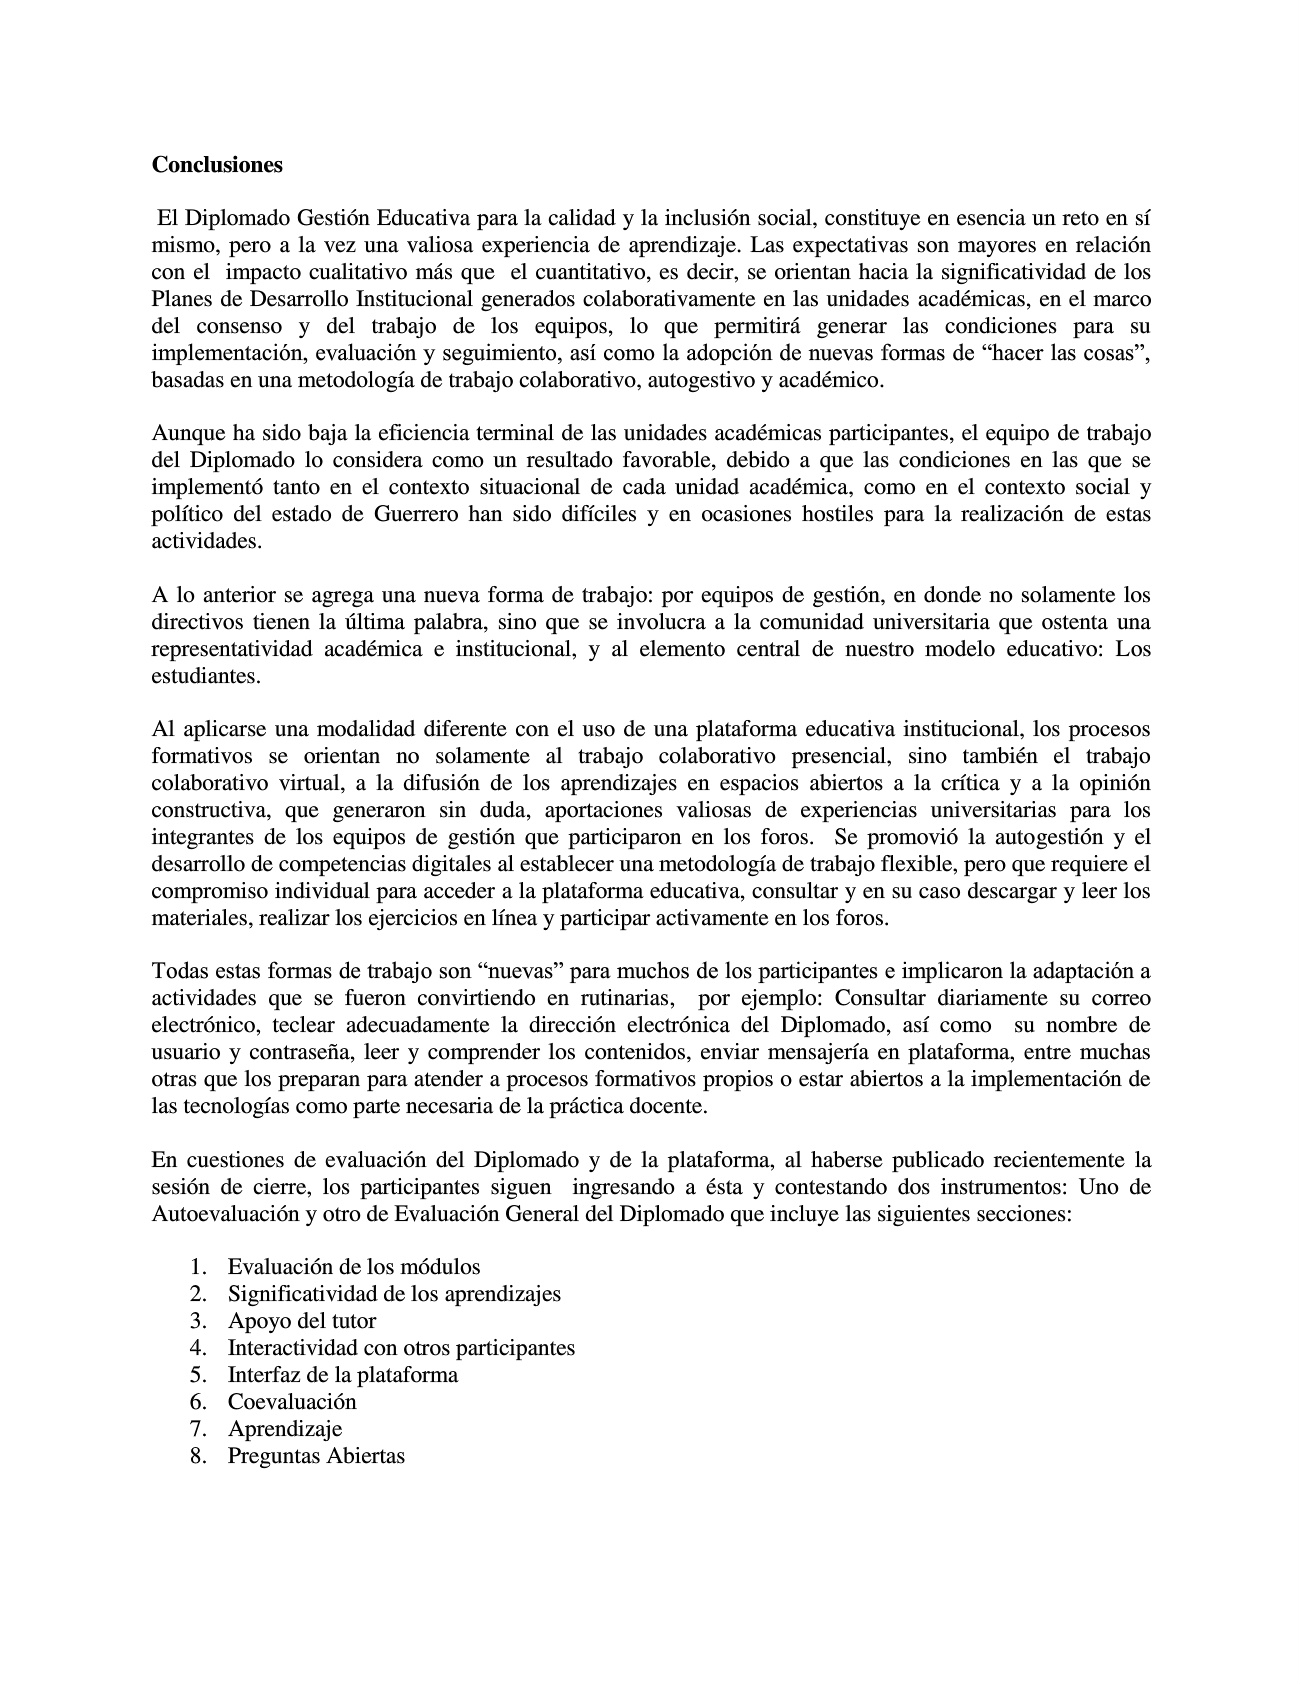 Conclusiones
El Diplomado Gestión Educativa para la calidad y la inclusión social, constituye en esencia un reto en sí
mismo, pero a la vez una valiosa experiencia de aprendizaje. Las expectativas son mayores en relación
con el impacto cualitativo más que el cuantitativo, es decir, se orientan hacia la significatividad de los
Planes de Desarrollo Institucional generados colaborativamente en las unidades académicas, en el marco
del consenso y del trabajo de los equipos, lo que permitirá generar las condiciones para su
implementación, evaluación y seguimiento, así como la adopción de nuevas formas de “hacer las cosas”,
basadas en una metodología de trabajo colaborativo, autogestivo y académico.
Aunque ha sido baja la eficiencia terminal de las unidades académicas participantes, el equipo de trabajo
del Diplomado lo considera como un resultado favorable, debido a que las condiciones en las que se
implementó tanto en el contexto situacional de cada unidad académica, como en el contexto social y
político del estado de Guerrero han sido difíciles y en ocasiones hostiles para la realización de estas
actividades.
A lo anterior se agrega una nueva forma de trabajo: por equipos de gestión, en donde no solamente los
directivos tienen la última palabra, sino que se involucra a la comunidad universitaria que ostenta una
representatividad académica e institucional, y al elemento central de nuestro modelo educativo: Los
estudiantes.
Al aplicarse una modalidad diferente con el uso de una plataforma educativa institucional, los procesos
formativos se orientan no solamente al trabajo colaborativo presencial, sino también el trabajo
colaborativo virtual, a la difusión de los aprendizajes en espacios abiertos a la crítica y a la opinión
constructiva, que generaron sin duda, aportaciones valiosas de experiencias universitarias para los
integrantes de los equipos de gestión que participaron en los foros. Se promovió la autogestión y el
desarrollo de competencias digitales al establecer una metodología de trabajo flexible, pero que requiere el
compromiso individual para acceder a la plataforma educativa, consultar y en su caso descargar y leer los
materiales, realizar los ejercicios en línea y participar activamente en los foros.
Todas estas formas de trabajo son “nuevas” para muchos de los participantes e implicaron la adaptación a
actividades que se fueron convirtiendo en rutinarias, por ejemplo: Consultar diariamente su correo
electrónico, teclear adecuadamente la dirección electrónica del Diplomado, así como su nombre de
usuario y contraseña, leer y comprender los contenidos, enviar mensajería en plataforma, entre muchas
otras que los preparan para atender a procesos formativos propios o estar abiertos a la implementación de
las tecnologías como parte necesaria de la práctica docente.
En cuestiones de evaluación del Diplomado y de la plataforma, al haberse publicado recientemente la
sesión de cierre, los participantes siguen ingresando a ésta y contestando dos instrumentos: Uno de
Autoevaluación y otro de Evaluación General del Diplomado que incluye las siguientes secciones:
1. Evaluación de los módulos
2. Significatividad de los aprendizajes
3. Apoyo del tutor
4. Interactividad con otros participantes
5. Interfaz de la plataforma
6. Coevaluación
7. Aprendizaje
8. Preguntas Abiertas